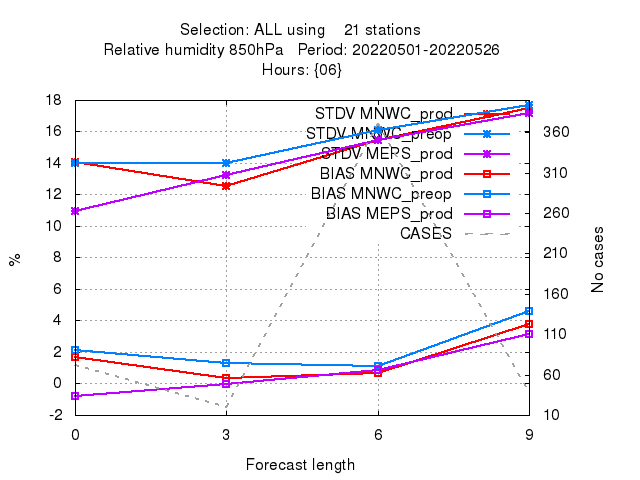 Selection: ALL using 21 stations
Relative humidity 850hPa Period: 20220501-20220526
Hours: {06}
STDV MNWC_prod
STDV MNWC_preop
STDV MEPS_prod
BIAS MNWC_prod
BIAS MNWC_preop
BIAS MEPS_prod
CASES
18
16
14
12
10
8
6
4
2
0
-2
%
360
310
260
210
160
110
60
10
No cases
0 3 6 9
Forecast length